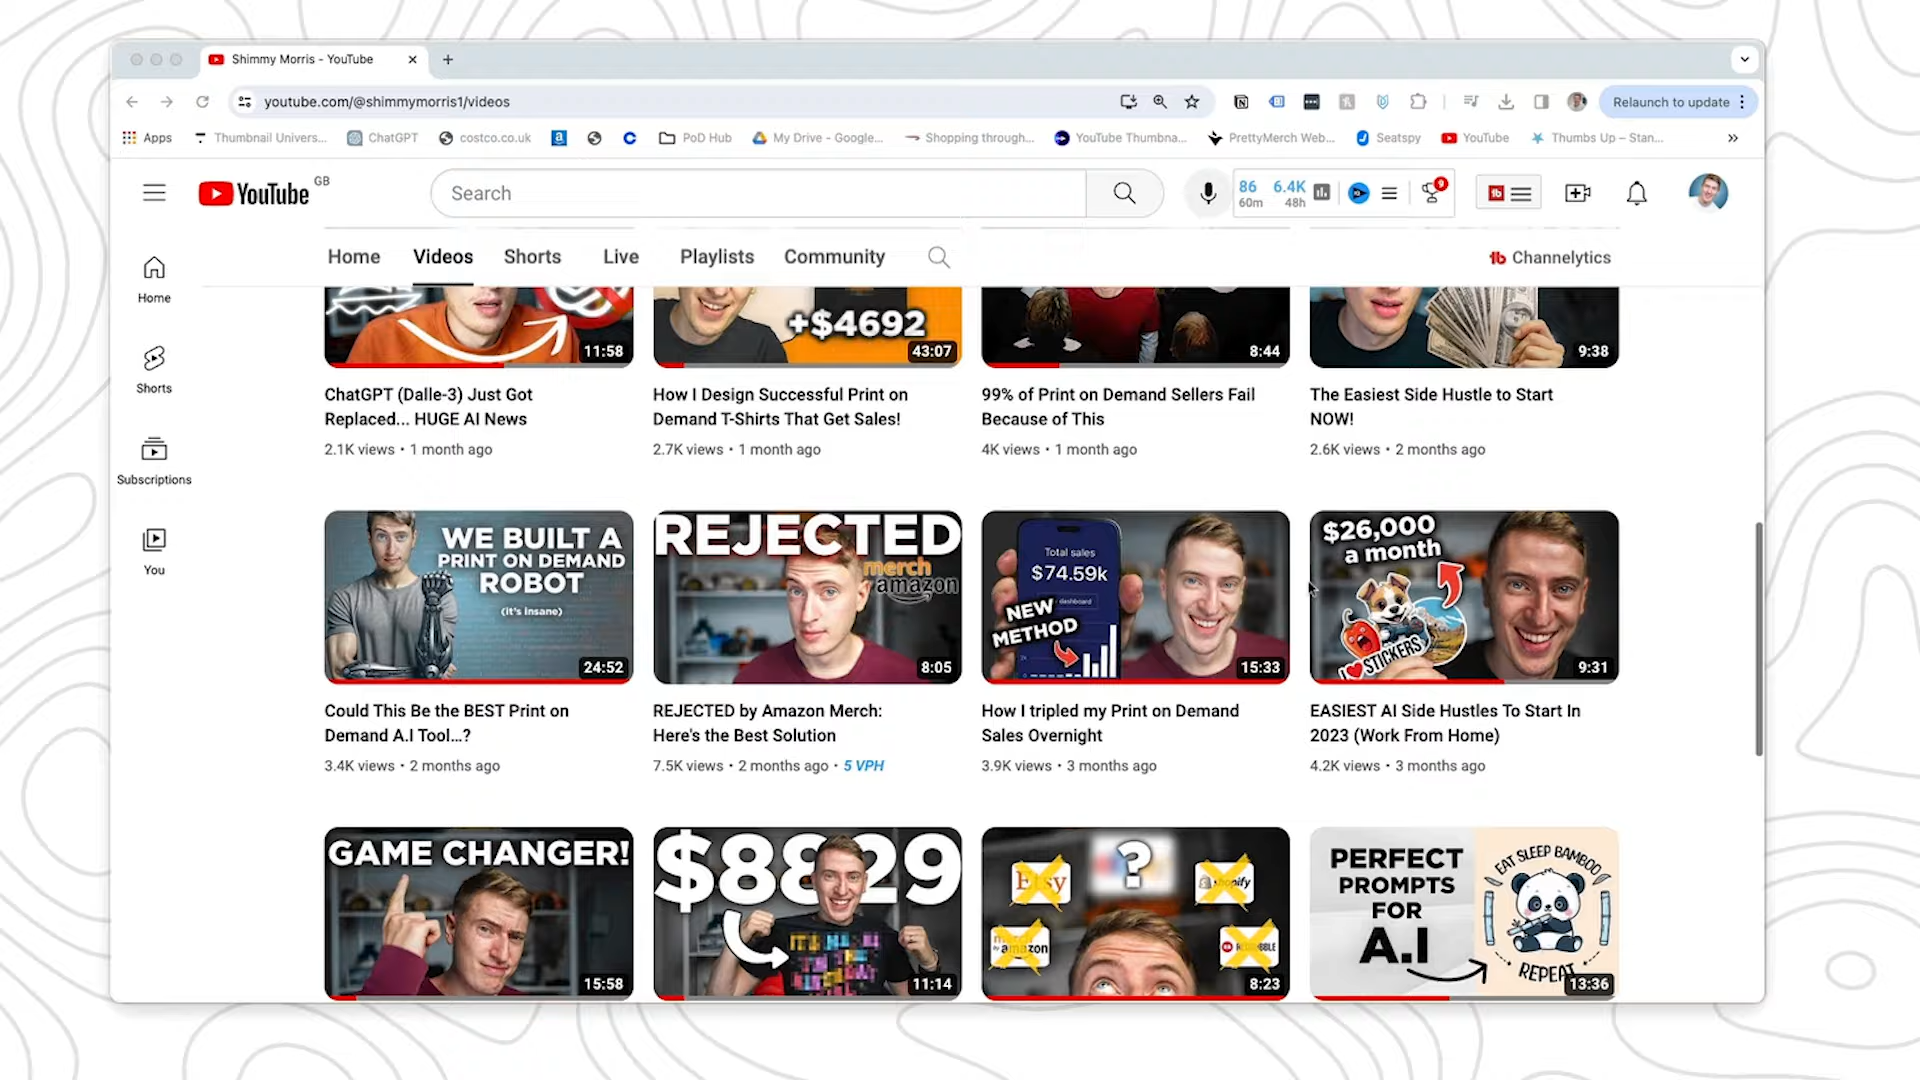 Shimmy Morris - YouTube
youtube.com/@shimmymorris1/videos
Relaunch to update
Apps
Thumbnail Univers...
ChatGPT
costco.co.uk
PoD Hub
My Drive - Google...
Shopping through...
YouTube Thumbna...
PrettyMerch Web...
Seatspy
YouTube
Thumbs Up – Stan...
YouTube GB
Search
86 6.4K
60m 48h
9
Home
Videos
Shorts
Live
Playlists
Community
Channelytics
Home
Shorts
Subscriptions
You
11:58
+$4692
43:07
8:44
9:38
ChatGPT (Dalle-3) Just Got
Replaced... HUGE AI News
2.1K views • 1 month ago
How I Design Successful Print on
Demand T-Shirts That Get Sales!
2.7K views • 1 month ago
99% of Print on Demand Sellers Fail
Because of This
4K views • 1 month ago
The Easiest Side Hustle to Start
NOW!
2.6K views • 2 months ago
WE BUILT A
PRINT ON DEMAND
ROBOT
(it's insane)
24:52
REJECTED
merch
amazon
8:05
Total sales
$74.59k
dashboard
NEW
METHOD
15:33
$26,000
a month
I STICKERS
9:31
Could This Be the BEST Print on
Demand A.I Tool...?
3.4K views • 2 months ago
REJECTED by Amazon Merch:
Here's the Best Solution
7.5K views • 2 months ago • 5 VPH
How I tripled my Print on Demand
Sales Overnight
3.9K views • 3 months ago
EASIEST AI Side Hustles To Start In
2023 (Work From Home)
4.2K views • 3 months ago
GAME CHANGER!
15:58
$8829
11:14
Etsy
?
shopify
merch
by amazon
REDBUBBLE
8:23
PERFECT
PROMPTS
FOR
A.I
EAT SLEEP BAMBOO
REPEAT
13:36